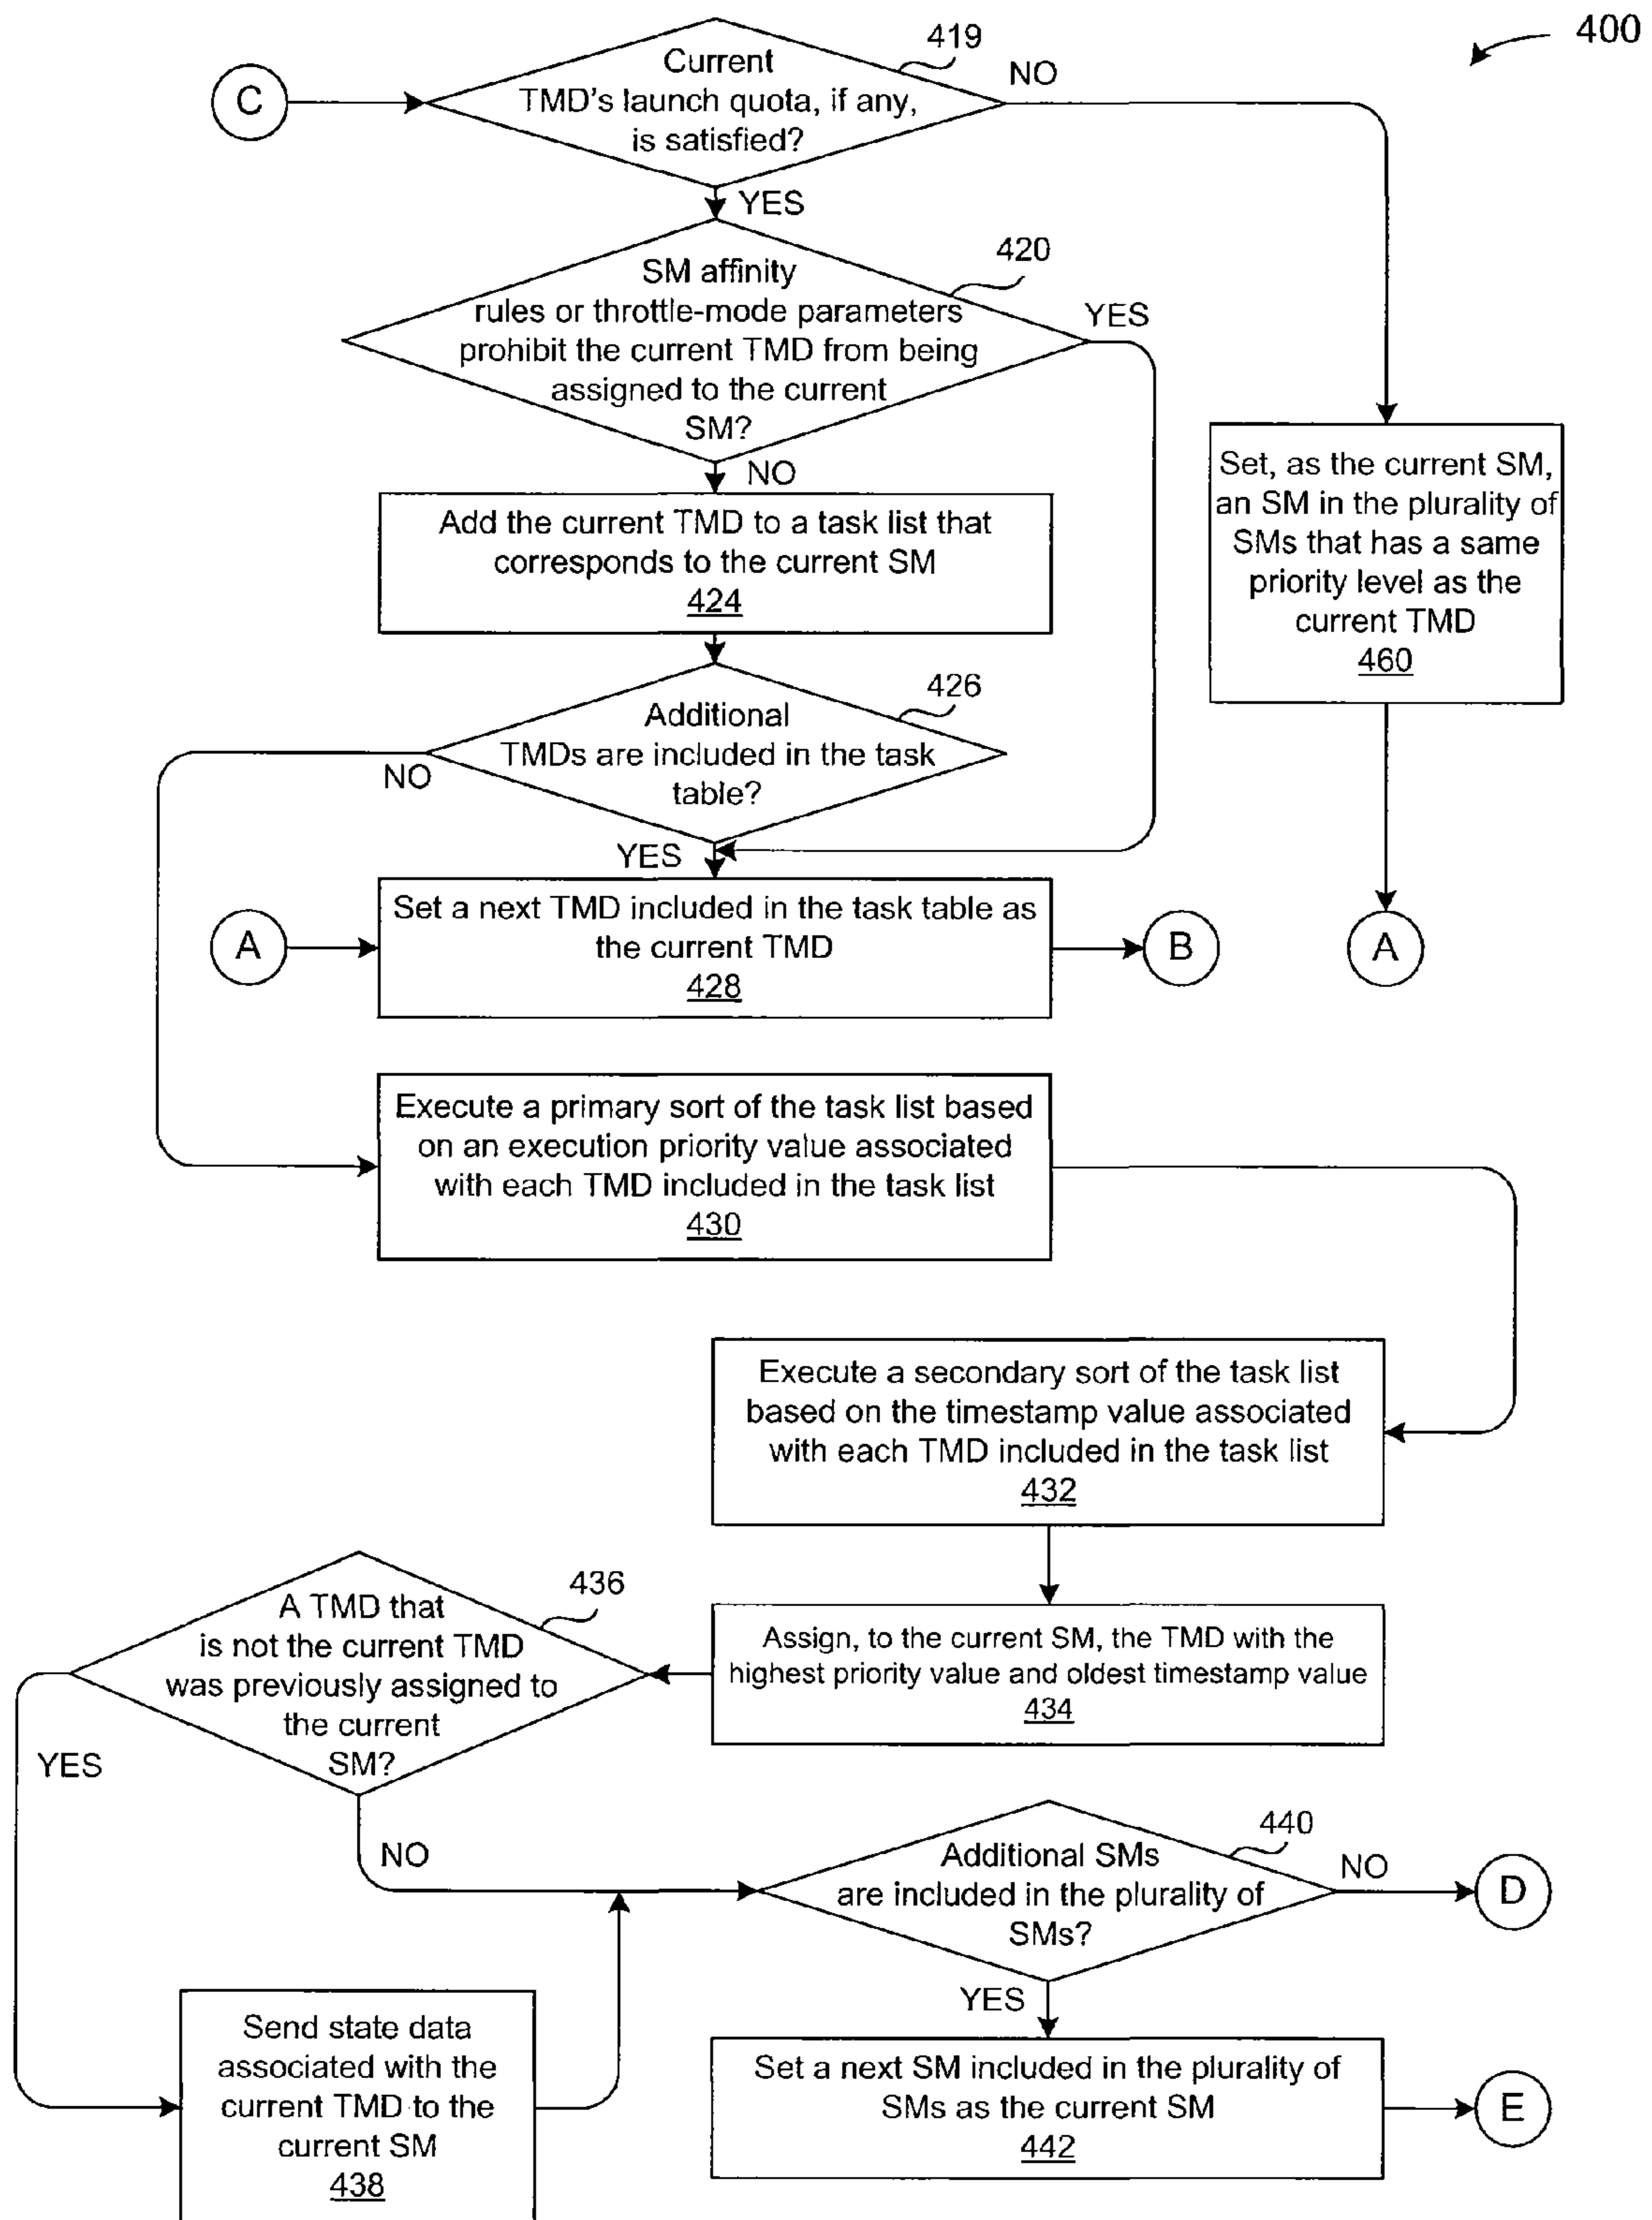 400
419
Current
TMD's launch quota, if any,
is satisfied?
NO
C
YES
420
SM affinity
rules or throttle-mode parameters
prohibit the current TMD from being
assigned to the current
SM?
YES
NO
Set, as the current SM,
an SM in the plurality of
SMs that has a same
priority level as the
current TMD
460
Add the current TMD to a task list that
corresponds to the current SM
424
426
Additional
TMDs are included in the task
table?
NO
YES
A
Set a next TMD included in the task table as
the current TMD
428
B
A
Execute a primary sort of the task list based
on an execution priority value associated
with each TMD included in the task list
430
Execute a secondary sort of the task list
based on the timestamp value associated
with each TMD included in the task list
432
Assign, to the current SM, the TMD with the
highest priority value and oldest timestamp value
434
436
A TMD that
is not the current TMD
was previously assigned to
the current
SM?
YES
NO
440
Additional SMs
are included in the plurality of
SMs?
NO
D
YES
Send state data
associated with the
current TMD to the
current SM
438
Set a next SM included in the plurality of
SMs as the current SM
442
E